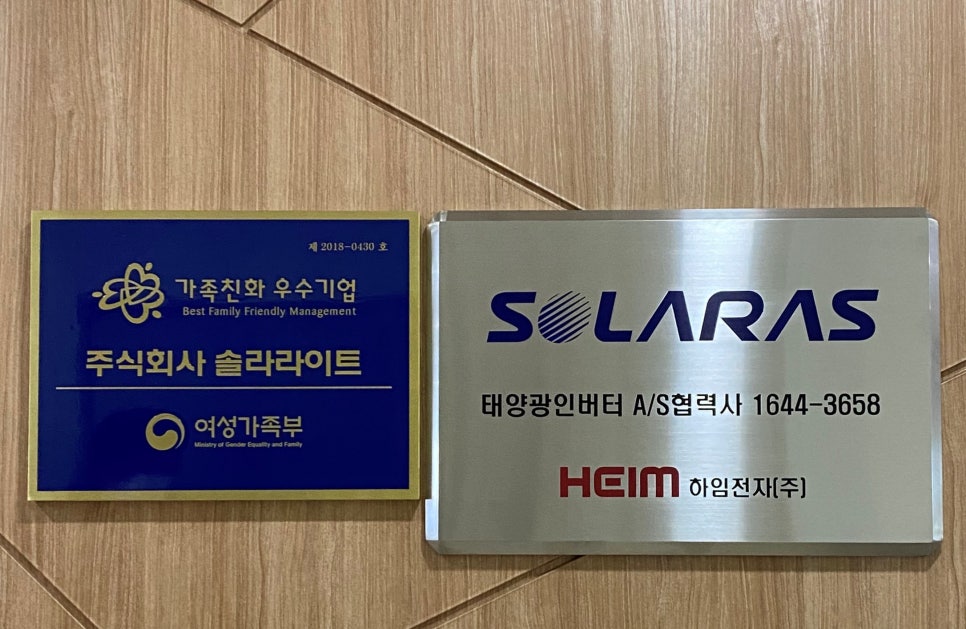 제 2018-0430 호
가족친화 우수기업
Best Family Friendly Management
주식회사 솔라라이트
여성가족부
Ministry of Gender Equality and Family
SOLARAS
태양광인버터 A/S협력사 1644-3658
HEIM 하임전자(주)